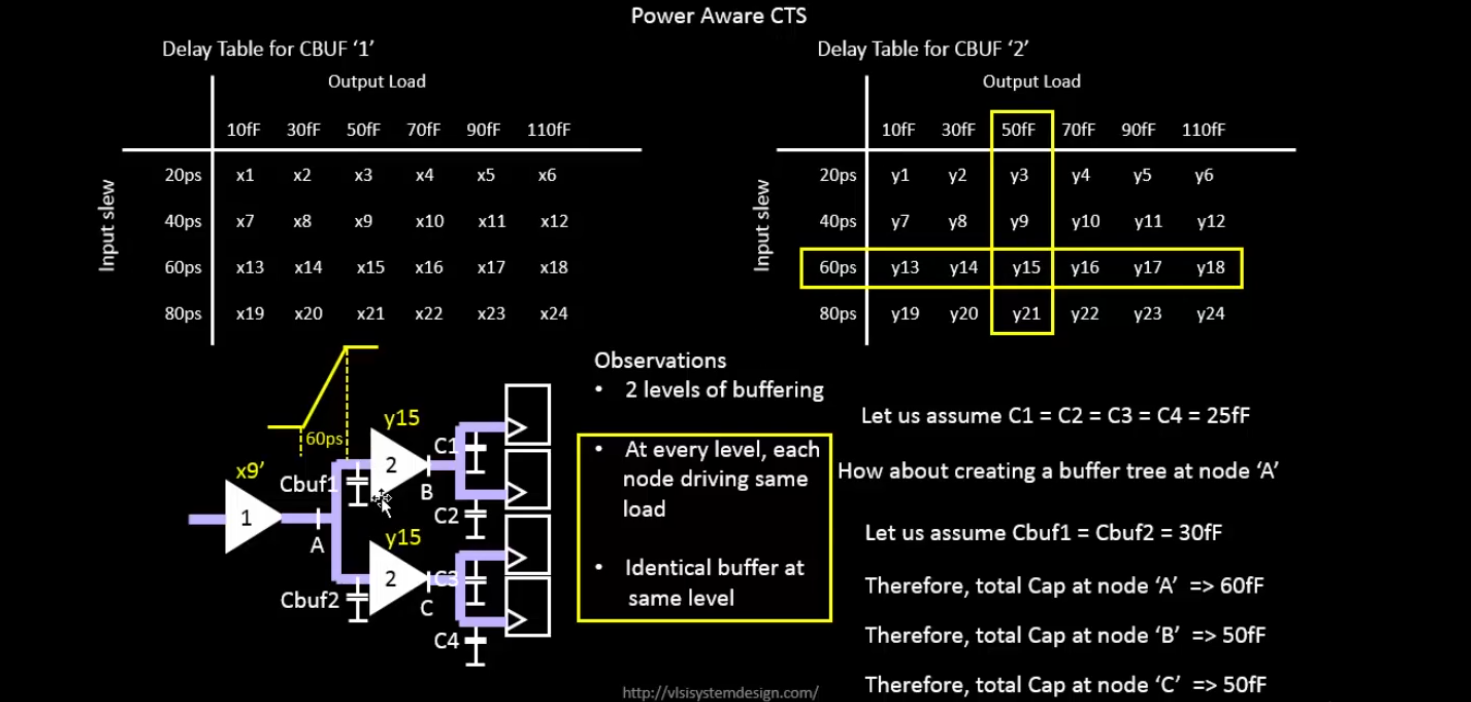 Power Aware CTS
Delay Table for CBUF ‘1’
Output Load
10fF 30fF 50fF 70fF 90fF 110fF
Input slew
20ps x1 x2 x3 x4 x5 x6
40ps x7 x8 x9 x10 x11 x12
60ps x13 x14 x15 x16 x17 x18
80ps x19 x20 x21 x22 x23 x24
Delay Table for CBUF ‘2’
Output Load
10fF 30fF 50fF 70fF 90fF 110fF
Input slew
20ps y1 y2 y3 y4 y5 y6
40ps y7 y8 y9 y10 y11 y12
60ps y13 y14 y15 y16 y17 y18
80ps y19 y20 y21 y22 y23 y24
60ps
y15
x9’
Cbuf1
2
C1
B
1
A
C2
y15
Cbuf2
2
C3
C
C4
Observations
• 2 levels of buffering
• At every level, each
node driving same
load
• Identical buffer at
same level
Let us assume C1 = C2 = C3 = C4 = 25fF
How about creating a buffer tree at node ‘A’
Let us assume Cbuf1 = Cbuf2 = 30fF
Therefore, total Cap at node ‘A’ => 60fF
Therefore, total Cap at node ‘B’ => 50fF
Therefore, total Cap at node ‘C’ => 50fF
http://vlsisystemdesign.com/